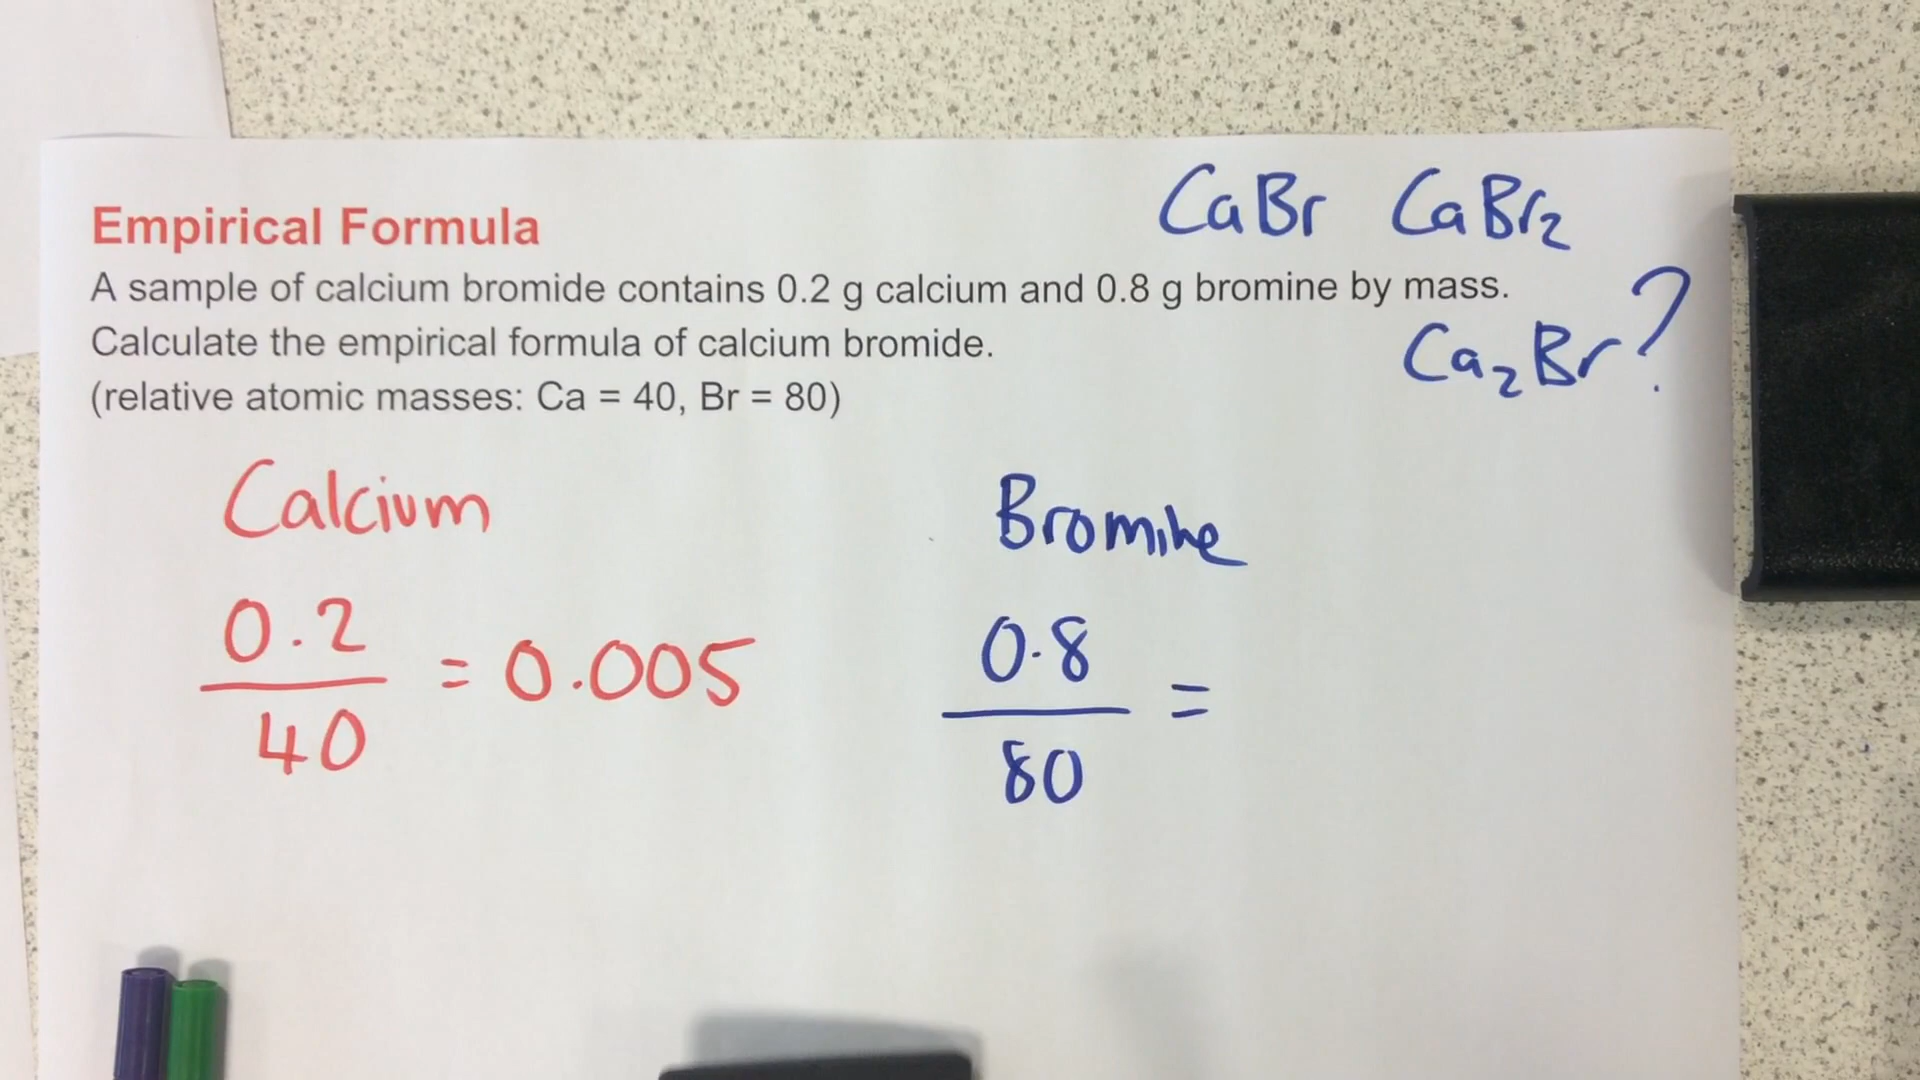 CaBr CaBr₂
Empirical Formula
A sample of calcium bromide contains 0.2 g calcium and 0.8 g bromine by mass.
Calculate the empirical formula of calcium bromide.
Ca₂Br?
(relative atomic masses: Ca = 40, Br = 80)
Calcium
0.2
40
= 0.005
Bromine
0.8
80
=